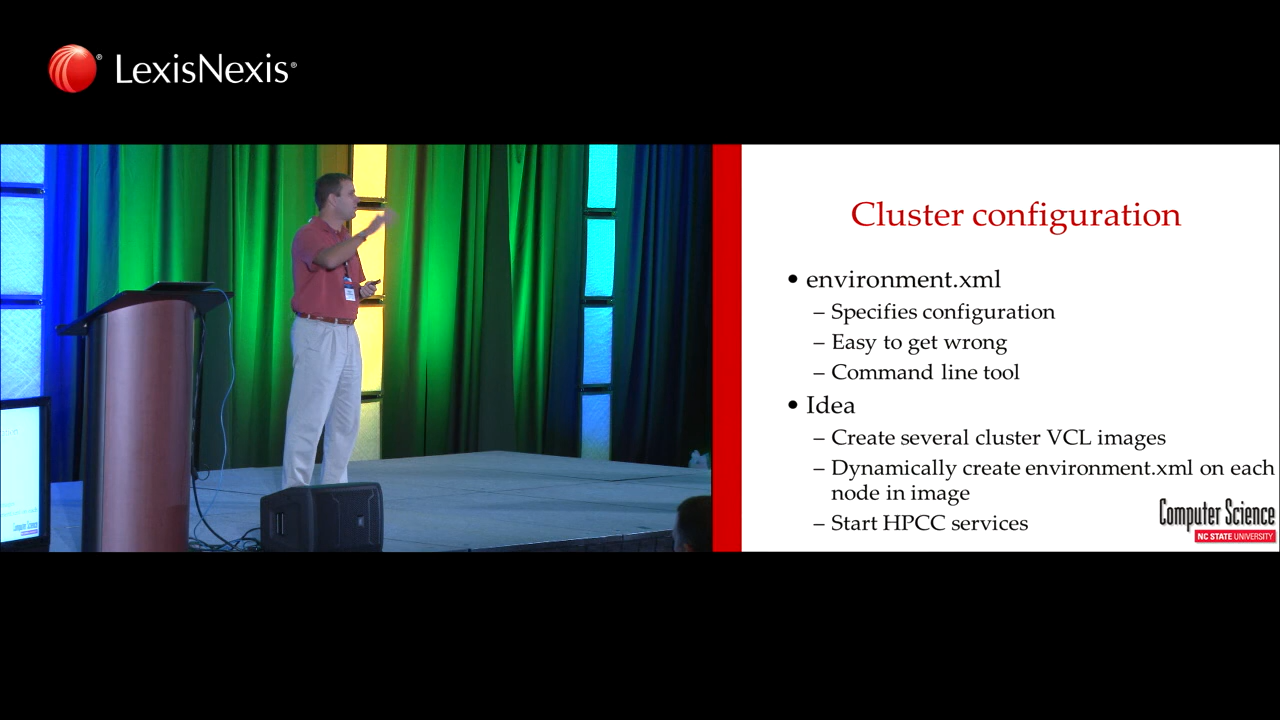 LexisNexis®
Cluster configuration
• environment.xml
– Specifies configuration
– Easy to get wrong
– Command line tool
• Idea
– Create several cluster VCL images
– Dynamically create environment.xml on each
node in image
– Start HPCC services
Computer Science
NC STATE UNIVERSITY